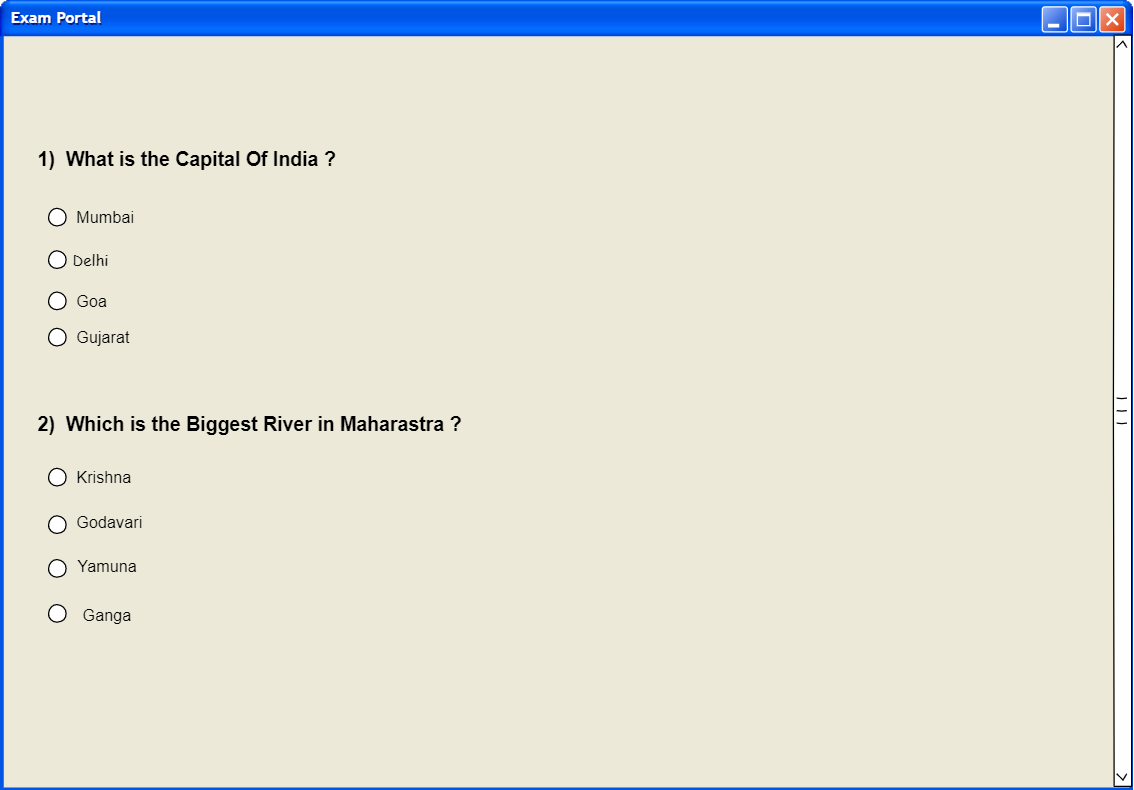 Exam Portal
1) What is the Capital Of India ?
Mumbai
Delhi
Goa
Gujarat
2) Which is the Biggest River in Maharastra ?
Krishna
Godavari
Yamuna
Ganga